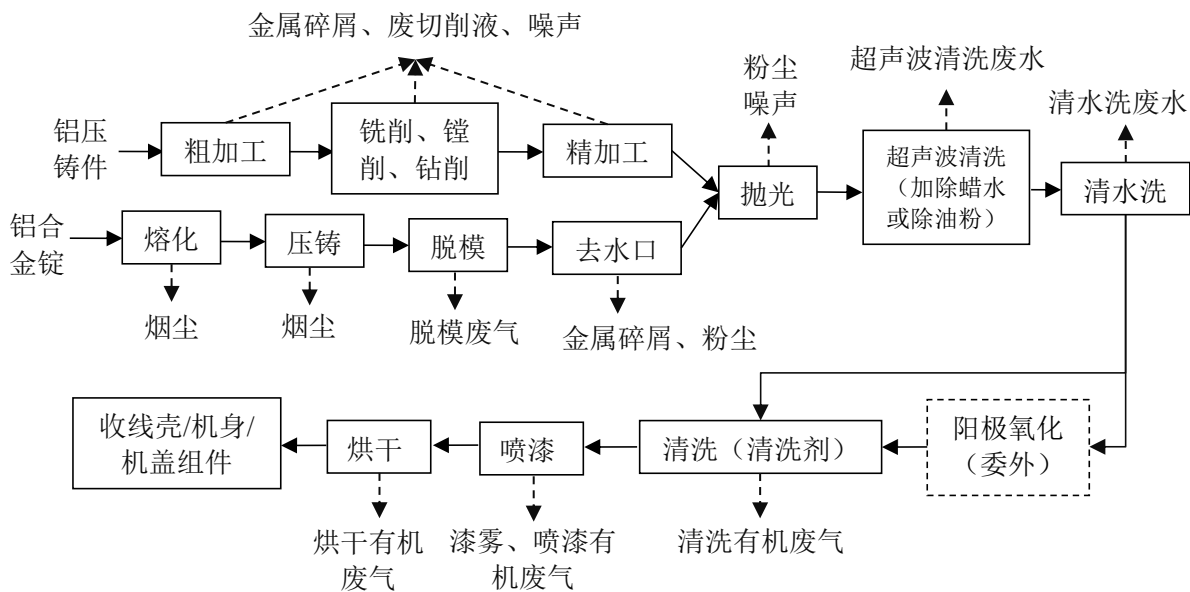 金属碎屑、废切削液、噪声
粉尘
噪声
超声波清洗废水
清水洗废水
铝压
铸件
粗加工
铣削、镗
削、钻削
精加工
抛光
超声波清洗
（加除蜡水
或除油粉）
清水洗
铝合
金锭
熔化
压铸
脱模
去水口
烟尘
烟尘
脱模废气
金属碎屑、粉尘
收线壳/机身/
机盖组件
烘干
喷漆
清洗（清洗剂）
阳极氧化
（委外）
烘干有机
废气
漆雾、喷漆有
机废气
清洗有机废气